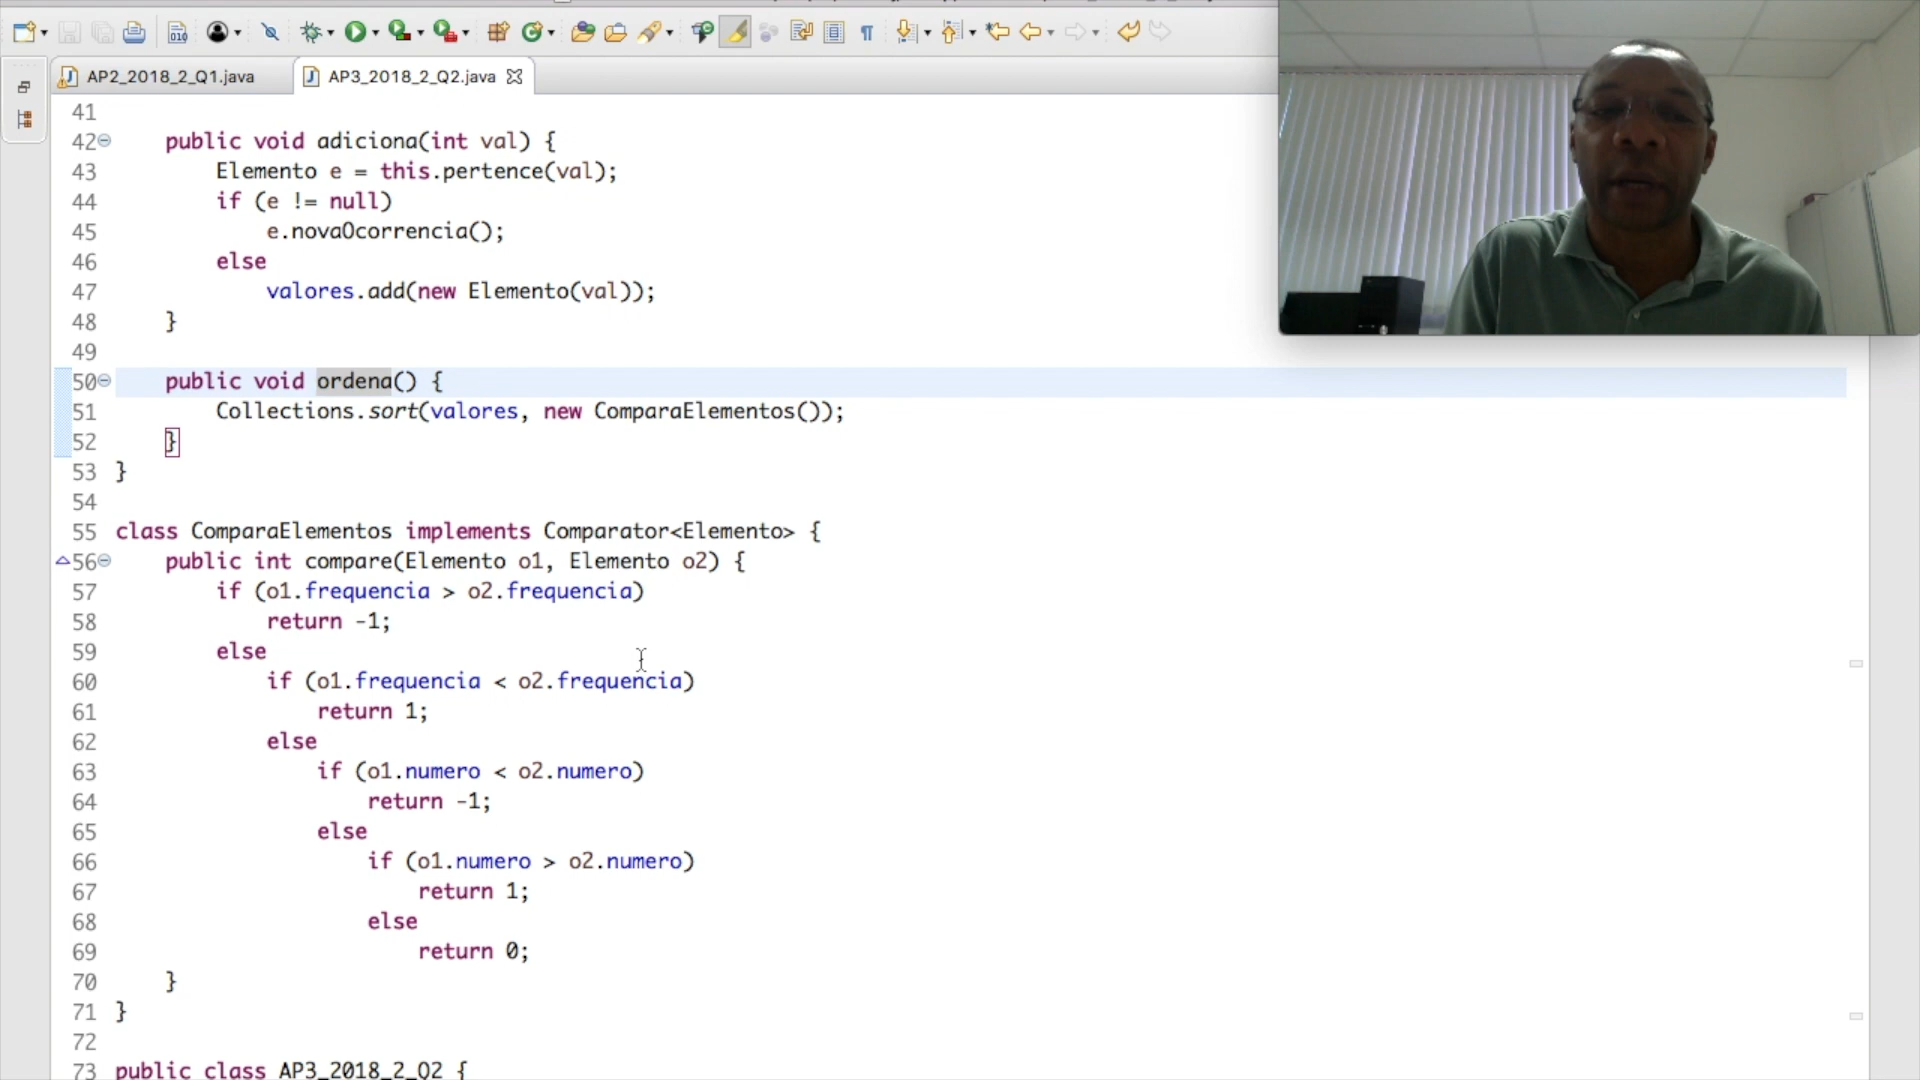 AP2_2018_2_Q1.java
AP3_2018_2_Q2.java
41
42 public void adiciona(int val) {
43 Elemento e = this.pertence(val);
44 if (e != null)
45 e.novaOcorrencia();
46 else
47 valores.add(new Elemento(val));
48 }
49
50 public void ordena() {
51 Collections.sort(valores, new ComparaElementos());
52 }
53 }
54
55 class ComparaElementos implements Comparator<Elemento> {
56 public int compare(Elemento o1, Elemento o2) {
57 if (o1.frequencia > o2.frequencia)
58 return -1;
59 else
60 if (o1.frequencia < o2.frequencia)
61 return 1;
62 else
63 if (o1.numero < o2.numero)
64 return -1;
65 else
66 if (o1.numero > o2.numero)
67 return 1;
68 else
69 return 0;
70 }
71 }
72
73 public class AP3_2018_2_Q2 {